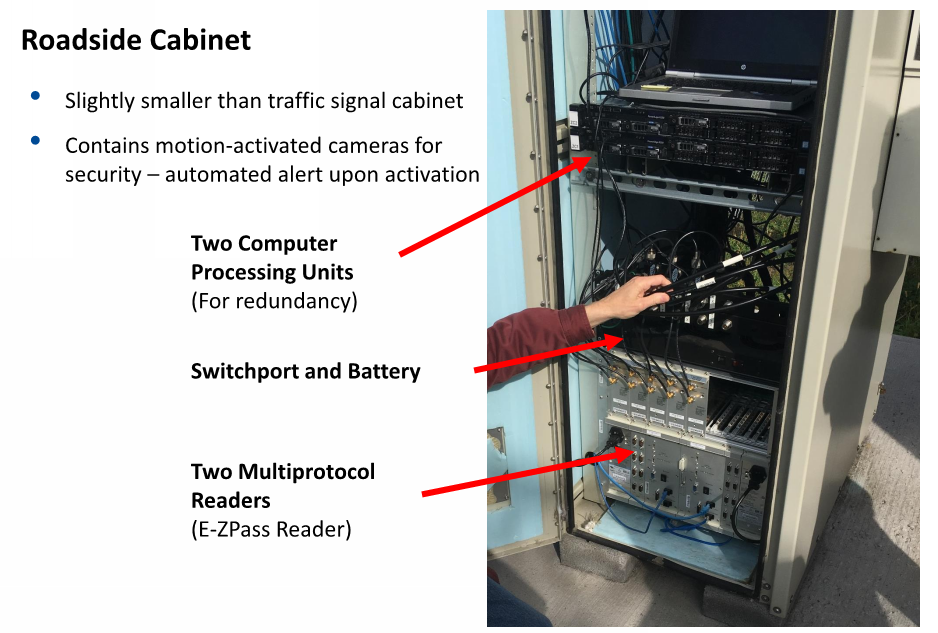 Roadside Cabinet
• Slightly smaller than traffic signal cabinet
• Contains motion-activated cameras for
security – automated alert upon activation
Two Computer
Processing Units
(For redundancy)
Switchport and Battery
Two Multiprotocol
Readers
(E-ZPass Reader)
hp